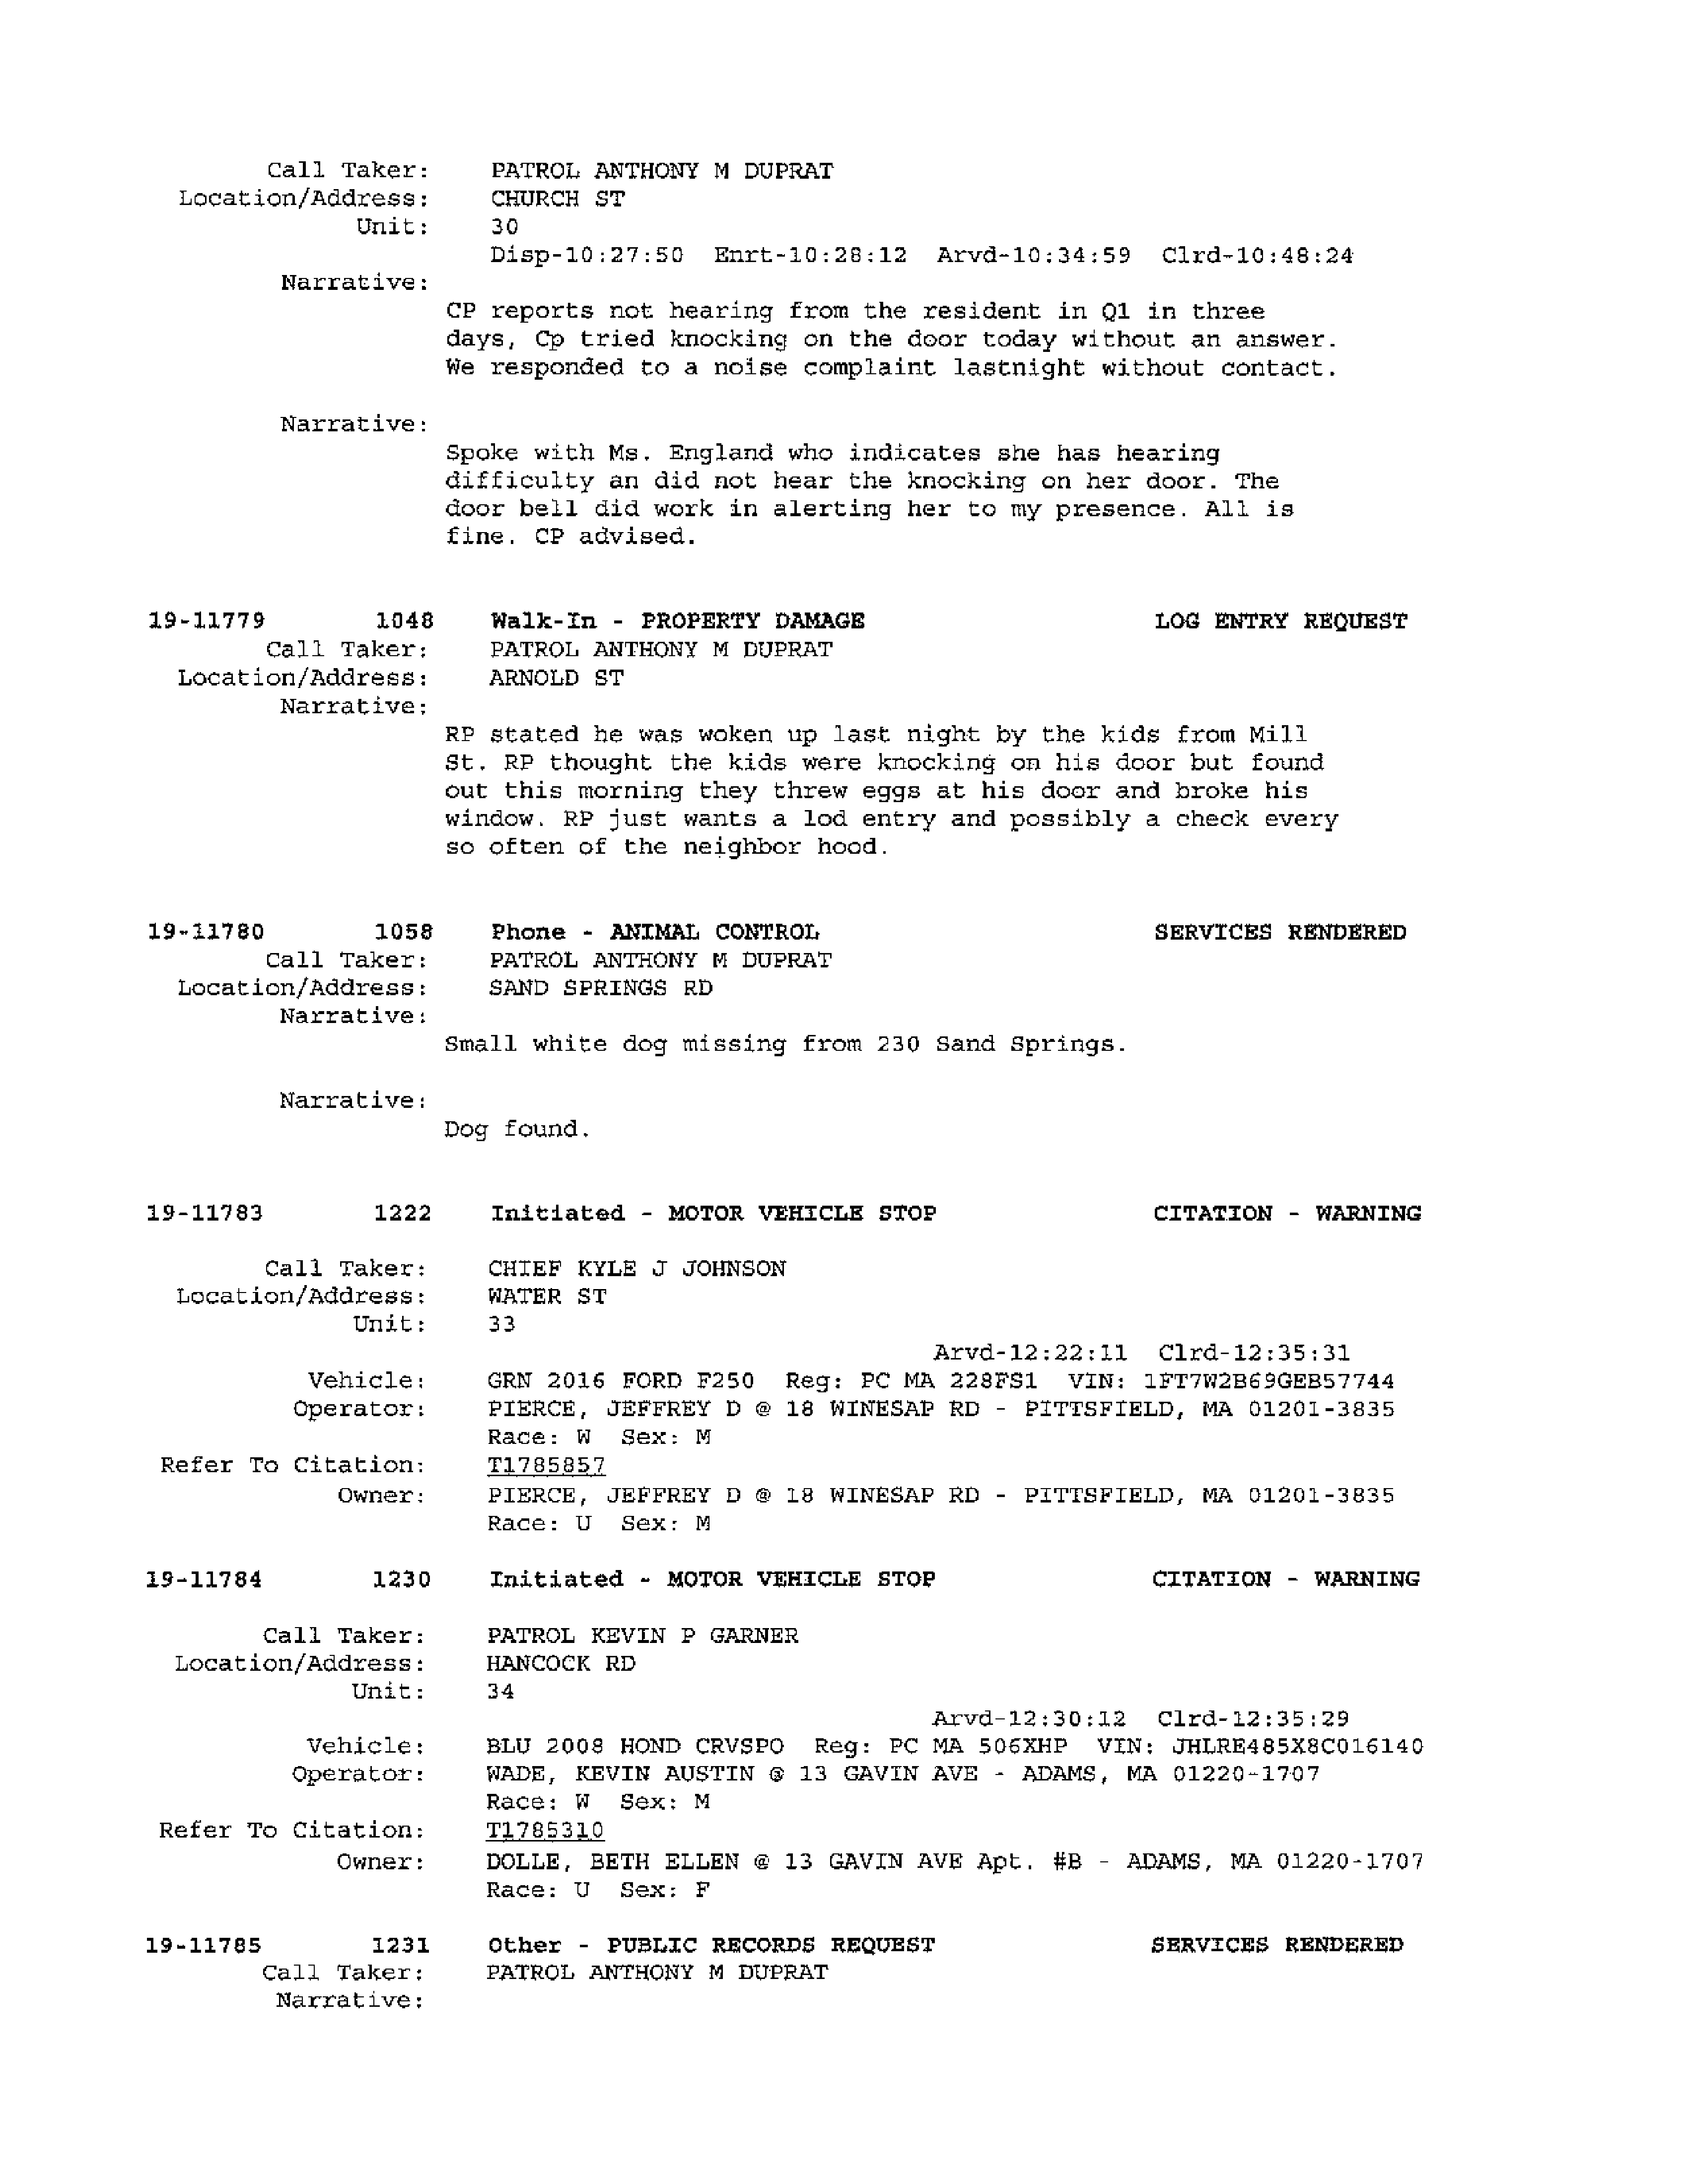 Call Taker: PATROL ANTHONY M DUPRAT
Location/Address: CHURCH ST
Unit: 30
Disp-10:27:50 Enrt-10:28:12 Arvd-10:34:59 Clrd-10:48:24
Narrative:
CP reports not hearing from the resident in Q1 in three
days, Cp tried knocking on the door today without an answer.
We responded to a noise complaint lastnight without contact.
Narrative:
Spoke with Ms. England who indicates she has hearing
difficulty an did not hear the knocking on her door. The
door bell did work in alerting her to my presence. All is
fine. CP advised.
19-11779 1048 Walk-In - PROPERTY DAMAGE LOG ENTRY REQUEST
Call Taker: PATROL ANTHONY M DUPRAT
Location/Address: ARNOLD ST
Narrative:
RP stated he was woken up last night by the kids from Mill
St. RP thought the kids were knocking on his door but found
out this morning they threw eggs at his door and broke his
window. RP just wants a lod entry and possibly a check every
so often of the neighbor hood.
19-11780 1058 Phone - ANIMAL CONTROL SERVICES RENDERED
Call Taker: PATROL ANTHONY M DUPRAT
Location/Address: SAND SPRINGS RD
Narrative:
Small white dog missing from 230 Sand Springs.
Narrative:
Dog found.
19-11783 1222 Initiated - MOTOR VEHICLE STOP CITATION - WARNING
Call Taker: CHIEF KYLE J JOHNSON
Location/Address: WATER ST
Unit: 33
Arvd-12:22:11 Clrd-12:35:31
Vehicle: GRN 2016 FORD F250 Reg: PC MA 228FS1 VIN: 1FT7W2B69GEB57744
Operator: PIERCE, JEFFREY D @ 18 WINESAP RD - PITTSFIELD, MA 01201-3835
Race: W Sex: M
Refer To Citation: T1785857
Owner: PIERCE, JEFFREY D @ 18 WINESAP RD - PITTSFIELD, MA 01201-3835
Race: U Sex: M
19-11784 1230 Initiated - MOTOR VEHICLE STOP CITATION - WARNING
Call Taker: PATROL KEVIN P GARNER
Location/Address: HANCOCK RD
Unit: 34
Arvd-12:30:12 Clrd-12:35:29
Vehicle: BLU 2008 HOND CRVSPO Reg: PC MA 506XHP VIN: JHLRE485X8C016140
Operator: WADE, KEVIN AUSTIN @ 13 GAVIN AVE - ADAMS, MA 01220-1707
Race: W Sex: M
Refer To Citation: T1785310
Owner: DOLLE, BETH ELLEN @ 13 GAVIN AVE Apt. #B - ADAMS, MA 01220-1707
Race: U Sex: F
19-11785 1231 Other - PUBLIC RECORDS REQUEST SERVICES RENDERED
Call Taker: PATROL ANTHONY M DUPRAT
Narrative: